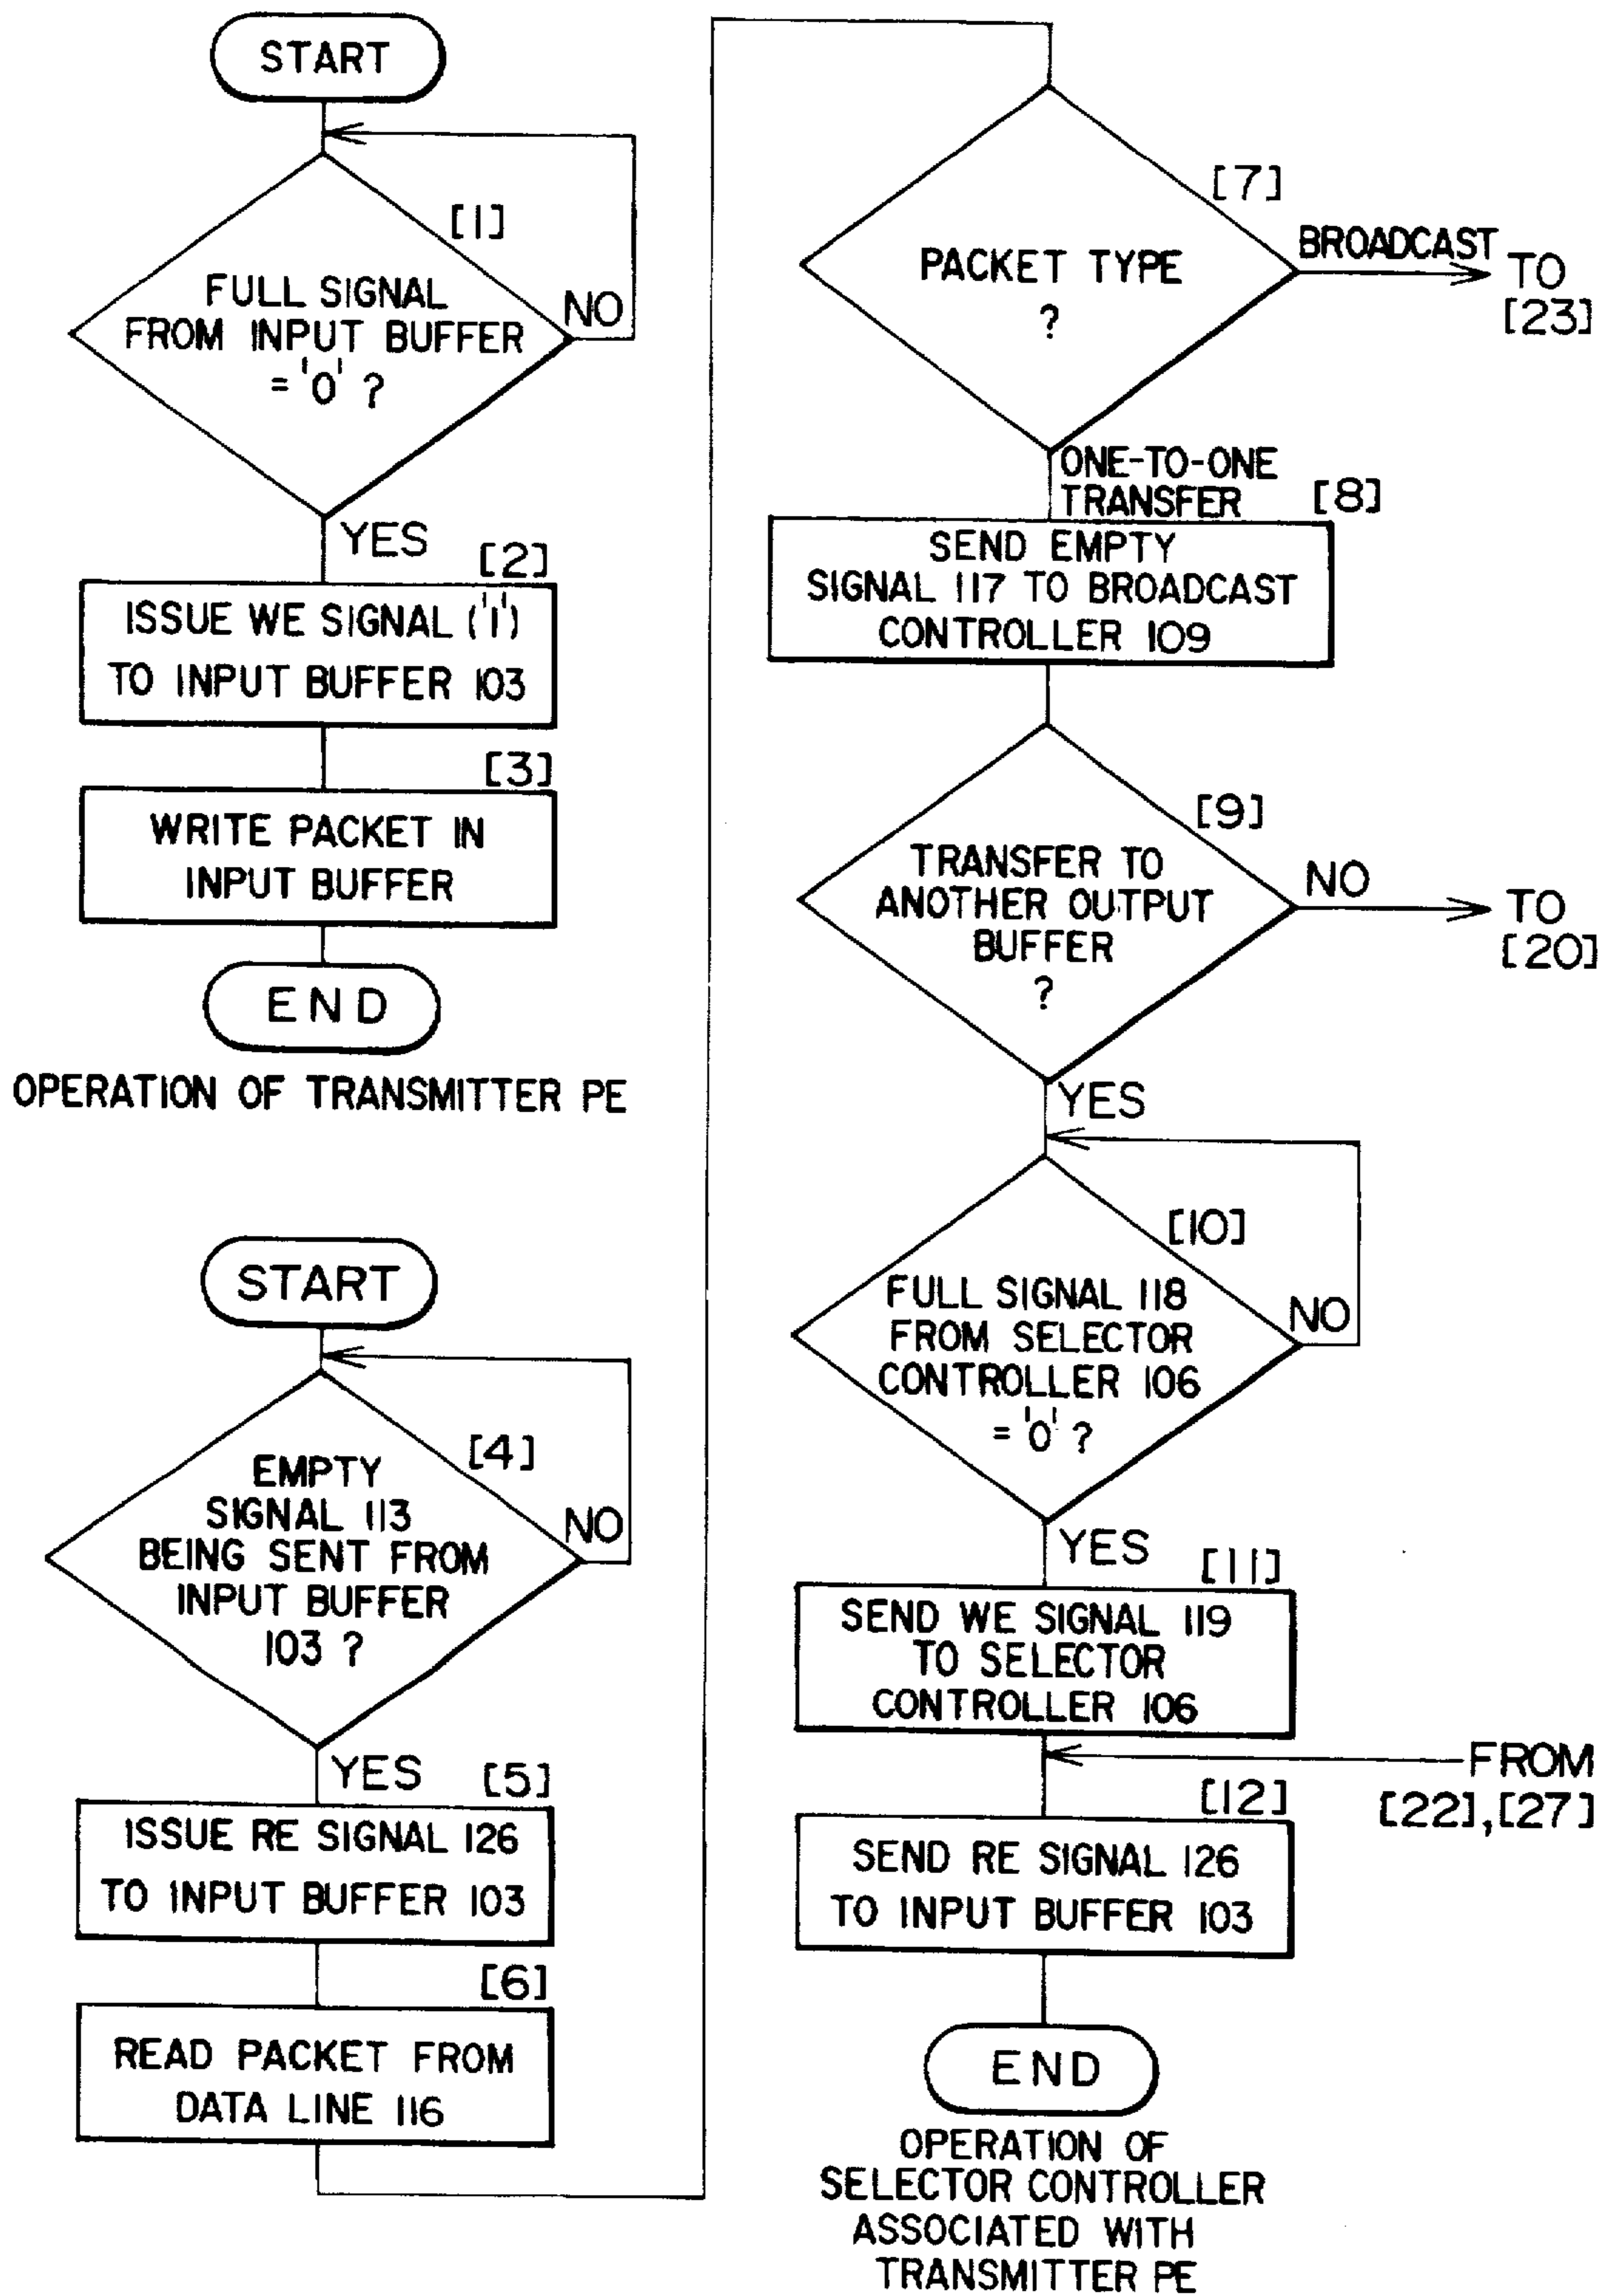 START
[1]
FULL SIGNAL
FROM INPUT BUFFER
= '0' ?
NO
YES
[2]
ISSUE WE SIGNAL ('1')
TO INPUT BUFFER 103
[3]
WRITE PACKET IN
INPUT BUFFER
END
OPERATION OF TRANSMITTER PE
START
[4]
EMPTY
SIGNAL 113
BEING SENT FROM
INPUT BUFFER
103 ?
NO
YES
[5]
ISSUE RE SIGNAL 126
TO INPUT BUFFER 103
[6]
READ PACKET FROM
DATA LINE 116
[7]
PACKET TYPE
?
BROADCAST
TO
[23]
ONE-TO-ONE
TRANSFER
[8]
SEND EMPTY
SIGNAL 117 TO BROADCAST
CONTROLLER 109
[9]
TRANSFER TO
ANOTHER OUTPUT
BUFFER
?
NO
TO
[20]
YES
[10]
FULL SIGNAL 118
FROM SELECTOR
CONTROLLER 106
= '0' ?
NO
YES
[11]
SEND WE SIGNAL 119
TO SELECTOR
CONTROLLER 106
FROM
[22],[27]
[12]
SEND RE SIGNAL 126
TO INPUT BUFFER 103
END
OPERATION OF
SELECTOR CONTROLLER
ASSOCIATED WITH
TRANSMITTER PE